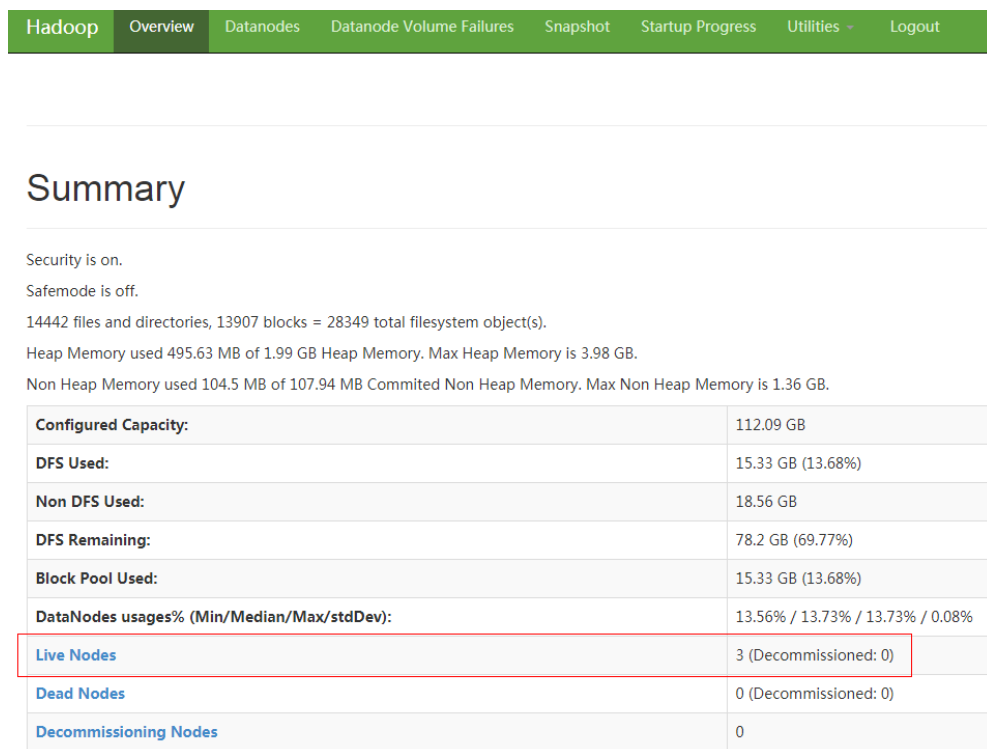 Hadoop Overview Datanodes Datanode Volume Failures Snapshot Startup Progress Utilities Logout
Summary
Security is on.
Safemode is off.
14442 files and directories, 13907 blocks = 28349 total filesystem object(s).
Heap Memory used 495.63 MB of 1.99 GB Heap Memory. Max Heap Memory is 3.98 GB.
Non Heap Memory used 104.5 MB of 107.94 MB Commited Non Heap Memory. Max Non Heap Memory is 1.36 GB.
Configured Capacity: 112.09 GB
DFS Used: 15.33 GB (13.68%)
Non DFS Used: 18.56 GB
DFS Remaining: 78.2 GB (69.77%)
Block Pool Used: 15.33 GB (13.68%)
DataNodes usages% (Min/Median/Max/stdDev): 13.56% / 13.73% / 13.73% / 0.08%
Live Nodes 3 (Decommissioned: 0)
Dead Nodes 0 (Decommissioned: 0)
Decommissioning Nodes 0